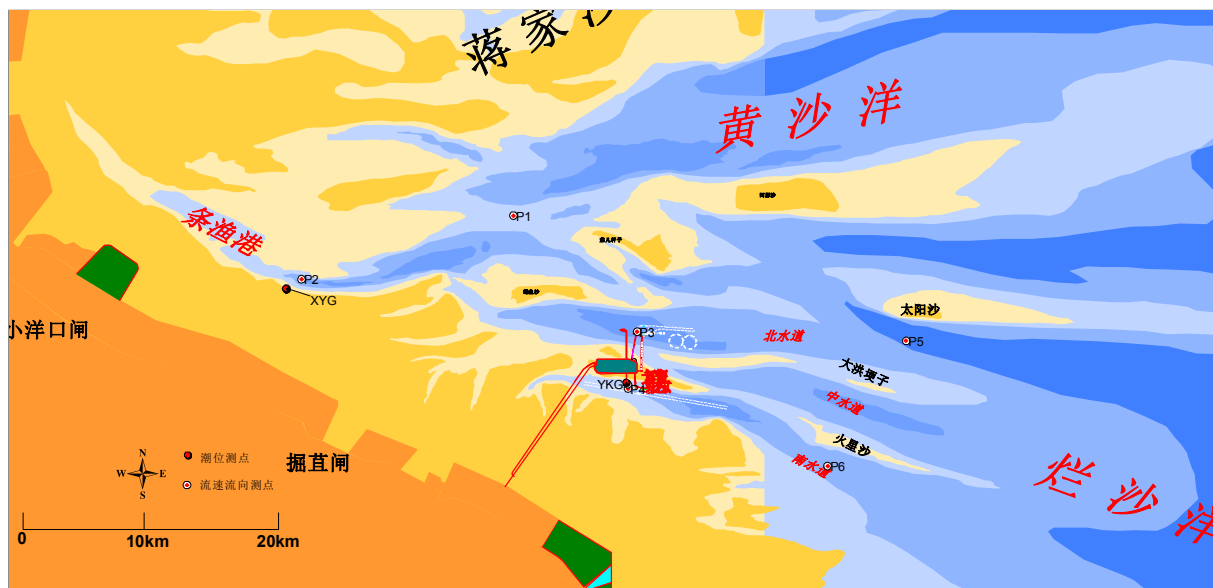 蒋家沙
黄沙洋
条渔港
P1
P2
XYG
太阳沙
小洋口闸
P3
北水道
P5
大洪埂子
YKG
P4
中水道
火星沙
南水道
P6
掘苴闸
烂沙洋
N
W
E
S
潮位测点
流速流向测点
0
10km
20km